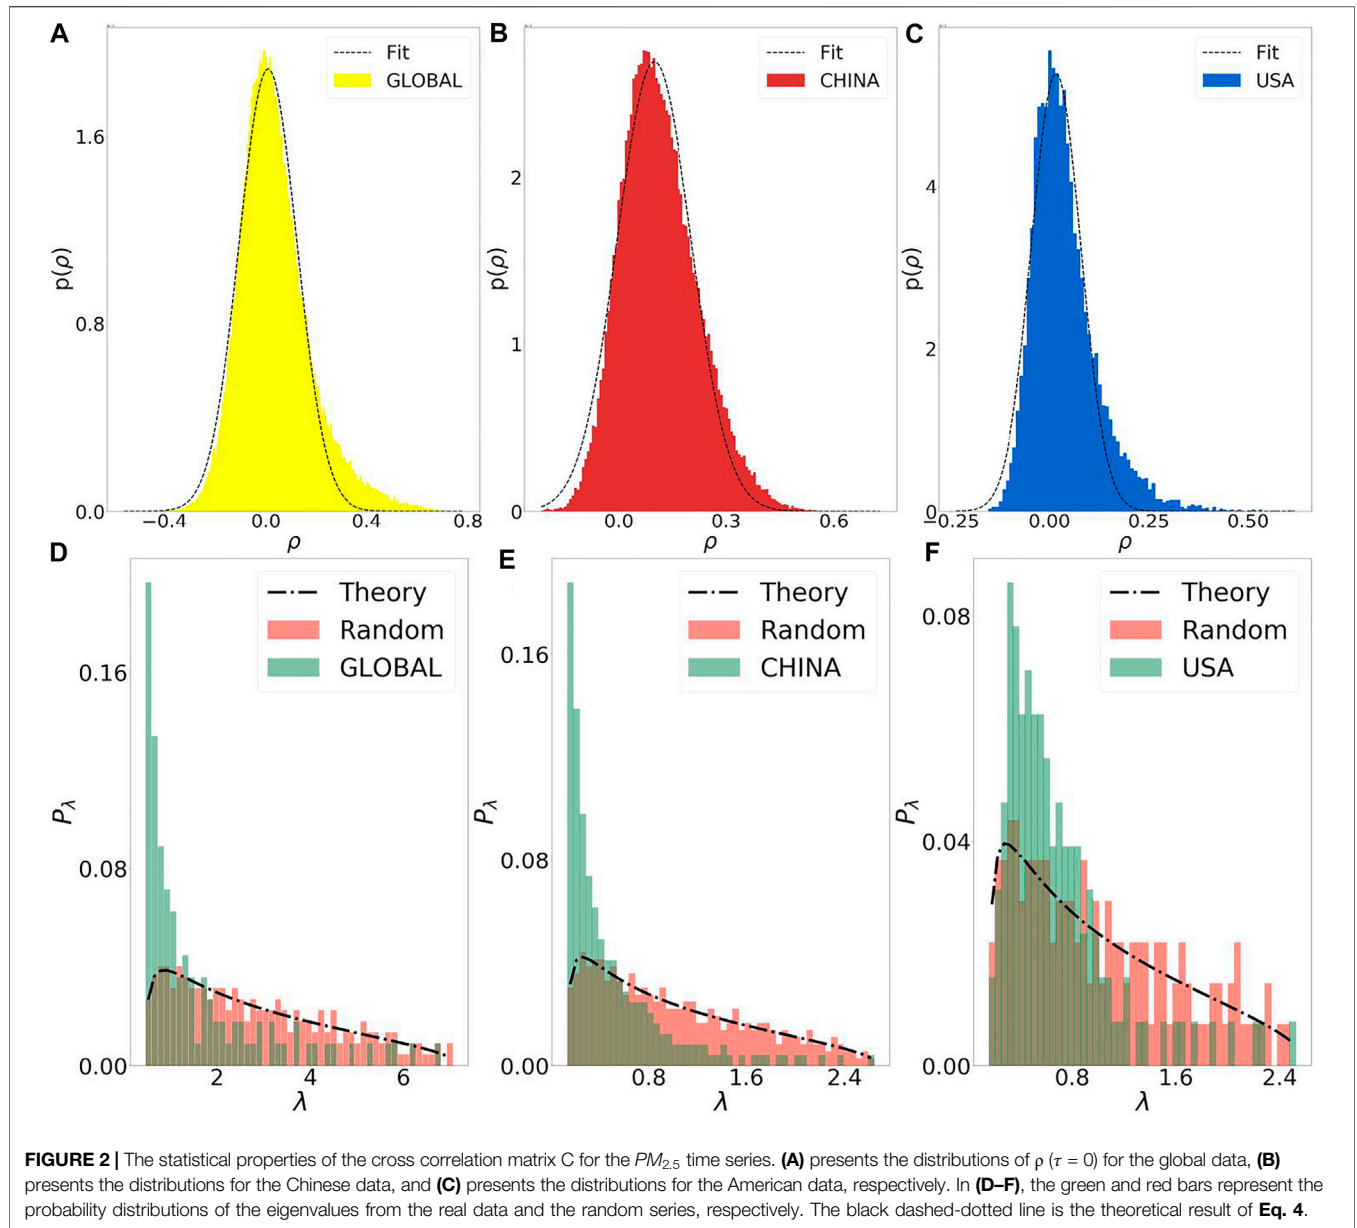 A
Fit
GLOBAL
1.6
0.8
0.0
p(ρ)
−0.4
0.0
0.4
0.8
ρ
B
Fit
CHINA
2
1
0
p(ρ)
0.0
0.3
0.6
ρ
C
Fit
USA
4
2
0
p(ρ)
−0.25
0.00
0.25
0.50
ρ
D
Theory
Random
GLOBAL
0.16
0.08
0.00
Pλ
2
4
6
λ
E
Theory
Random
CHINA
0.16
0.08
0.00
Pλ
0.8
1.6
2.4
λ
F
Theory
Random
USA
0.08
0.04
0.00
Pλ
0.8
1.6
2.4
λ
FIGURE 2 | The statistical properties of the cross correlation matrix C for the PM2.5 time series. (A) presents the distributions of ρ (τ = 0) for the global data, (B)
presents the distributions for the Chinese data, and (C) presents the distributions for the American data, respectively. In (D–F), the green and red bars represent the
probability distributions of the eigenvalues from the real data and the random series, respectively. The black dashed-dotted line is the theoretical result of Eq. 4.